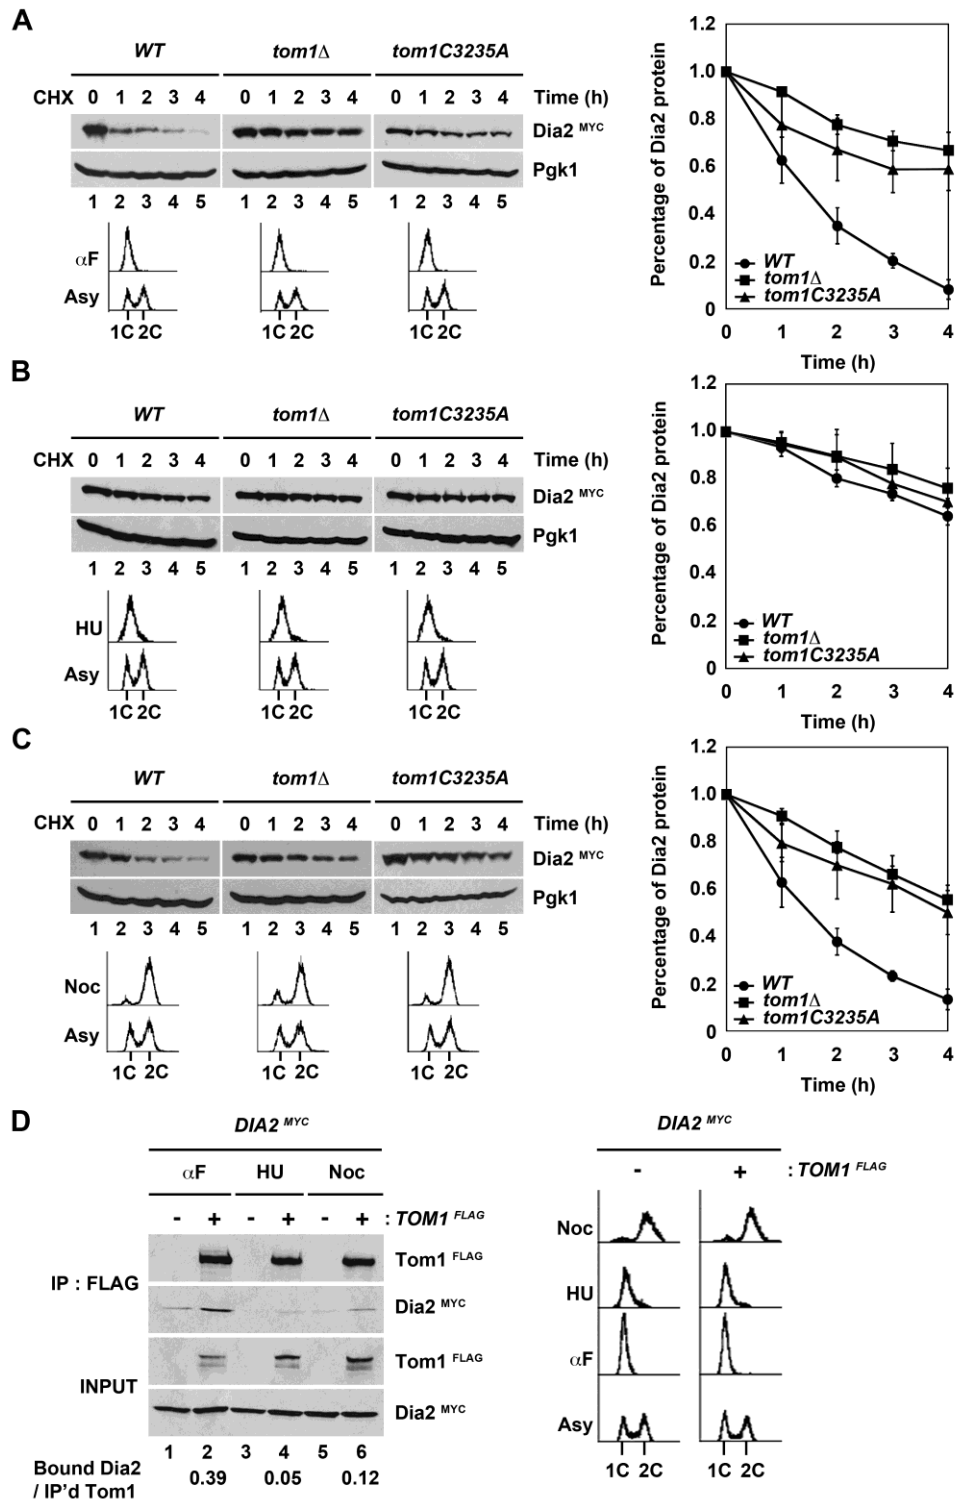 A
WT tom1Δ tom1C3235A
CHX 0 1 2 3 4 0 1 2 3 4 0 1 2 3 4 Time (h)
Dia2 MYC
Pgk1
1 2 3 4 5 1 2 3 4 5 1 2 3 4 5
αF
Asy
1C 2C 1C 2C 1C 2C
Percentage of Dia2 protein
1.2
1.0
0.8
0.6
0.4
0.2
0
WT
tom1Δ
tom1C3235A
0 1 2 3 4
Time (h)
B
WT tom1Δ tom1C3235A
CHX 0 1 2 3 4 0 1 2 3 4 0 1 2 3 4 Time (h)
Dia2 MYC
Pgk1
1 2 3 4 5 1 2 3 4 5 1 2 3 4 5
HU
Asy
1C 2C 1C 2C 1C 2C
Percentage of Dia2 protein
1.2
1.0
0.8
0.6
0.4
0.2
0
WT
tom1Δ
tom1C3235A
0 1 2 3 4
Time (h)
C
WT tom1Δ tom1C3235A
CHX 0 1 2 3 4 0 1 2 3 4 0 1 2 3 4 Time (h)
Dia2 MYC
Pgk1
1 2 3 4 5 1 2 3 4 5 1 2 3 4 5
Noc
Asy
1C 2C 1C 2C 1C 2C
Percentage of Dia2 protein
1.2
1.0
0.8
0.6
0.4
0.2
0
WT
tom1Δ
tom1C3235A
0 1 2 3 4
Time (h)
D
DIA2 MYC
αF HU Noc
- + - + - + : TOM1 FLAG
IP : FLAG
Tom1 FLAG
Dia2 MYC
INPUT
Tom1 FLAG
Dia2 MYC
1 2 3 4 5 6
Bound Dia2
/ IP'd Tom1
0.39 0.05 0.12
DIA2 MYC
- + : TOM1 FLAG
Noc
HU
αF
Asy
1C 2C 1C 2C